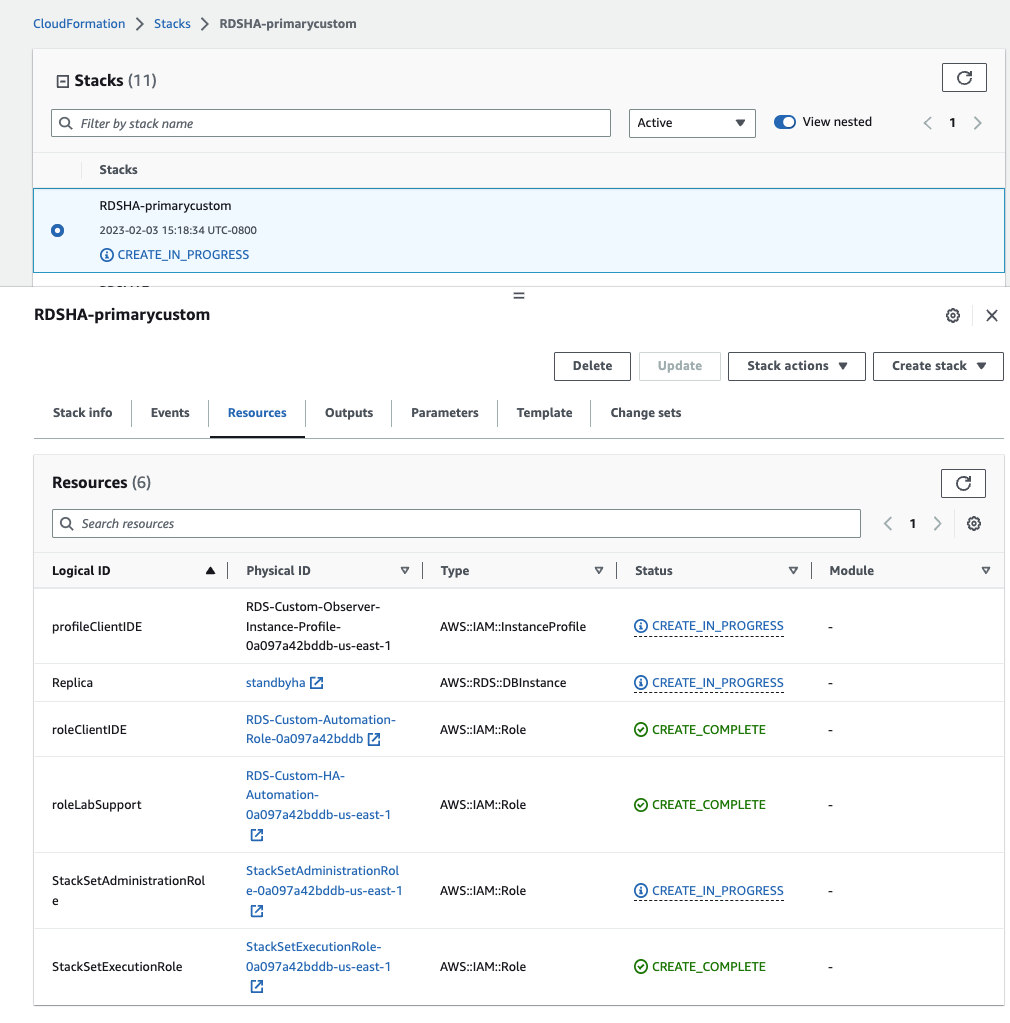 CloudFormation > Stacks > RDSHA-primarycustom
Stacks (11)
Filter by stack name
Active
View nested
1
Stacks
RDSHA-primarycustom
2023-02-03 15:18:34 UTC-0800
CREATE_IN_PROGRESS
RDSHA-primarycustom
Delete
Update
Stack actions
Create stack
Stack info
Events
Resources
Outputs
Parameters
Template
Change sets
Resources (6)
Search resources
1
Logical ID
Physical ID
Type
Status
Module
profileClientIDE
RDS-Custom-Observer-
Instance-Profile-
0a097a42bddb-us-east-1
AWS::IAM::InstanceProfile
CREATE_IN_PROGRESS
-
Replica
standbyha
AWS::RDS::DBInstance
CREATE_IN_PROGRESS
-
roleClientIDE
RDS-Custom-Automation-
Role-0a097a42bddb
AWS::IAM::Role
CREATE_COMPLETE
-
roleLabSupport
RDS-Custom-HA-
Automation-
0a097a42bddb-us-east-1
AWS::IAM::Role
CREATE_COMPLETE
-
StackSetAdministrationRol
e
StackSetAdministrationRol
e-0a097a42bddb-us-east-1
AWS::IAM::Role
CREATE_IN_PROGRESS
-
StackSetExecutionRole
StackSetExecutionRole-
0a097a42bddb-us-east-1
AWS::IAM::Role
CREATE_COMPLETE
-